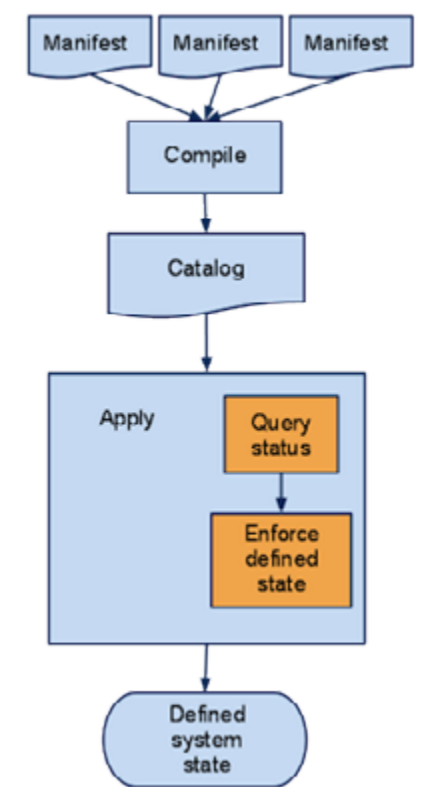 Manifest
Manifest
Manifest
Compile
Catalog
Apply
Query
status
Enforce
defined
state
Defined
system
state